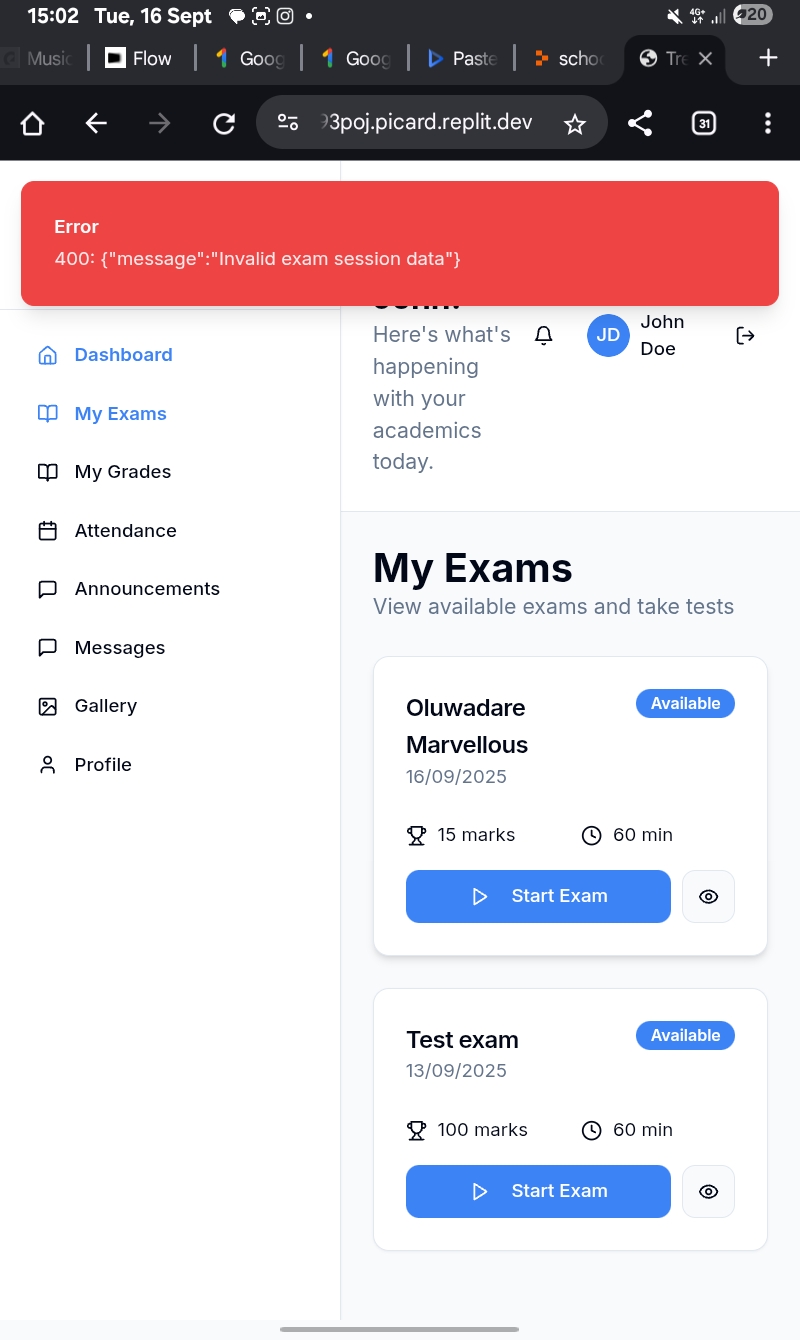 15:02 Tue, 16 Sept 4G+ 20
Music Flow Goog Goog Paste schoo Tre
93poj.picard.replit.dev 31
Error
400: {"message":"Invalid exam session data"}
Here's what's
happening
with your
academics
today.
JD John
Doe
Dashboard
My Exams
My Grades
Attendance
Announcements
Messages
Gallery
Profile
My Exams
View available exams and take tests
Oluwadare
Marvellous
Available
16/09/2025
15 marks 60 min
Start Exam
Test exam
Available
13/09/2025
100 marks 60 min
Start Exam